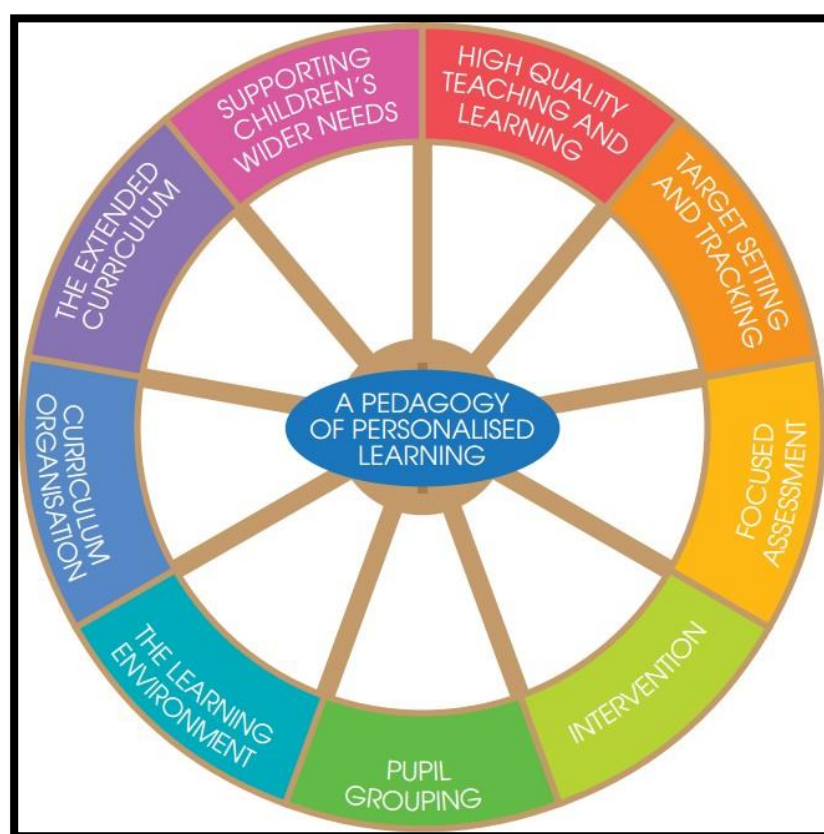 A PEDAGOGY
OF PERSONALISED
LEARNING
HIGH QUALITY
TEACHING AND
LEARNING
TARGET SETTING
AND TRACKING
FOCUSED
ASSESSMENT
INTERVENTION
PUPIL
GROUPING
THE LEARNING
ENVIRONMENT
CURRICULUM
ORGANISATION
THE EXTENDED
CURRICULUM
SUPPORTING
CHILDREN'S
WIDER NEEDS